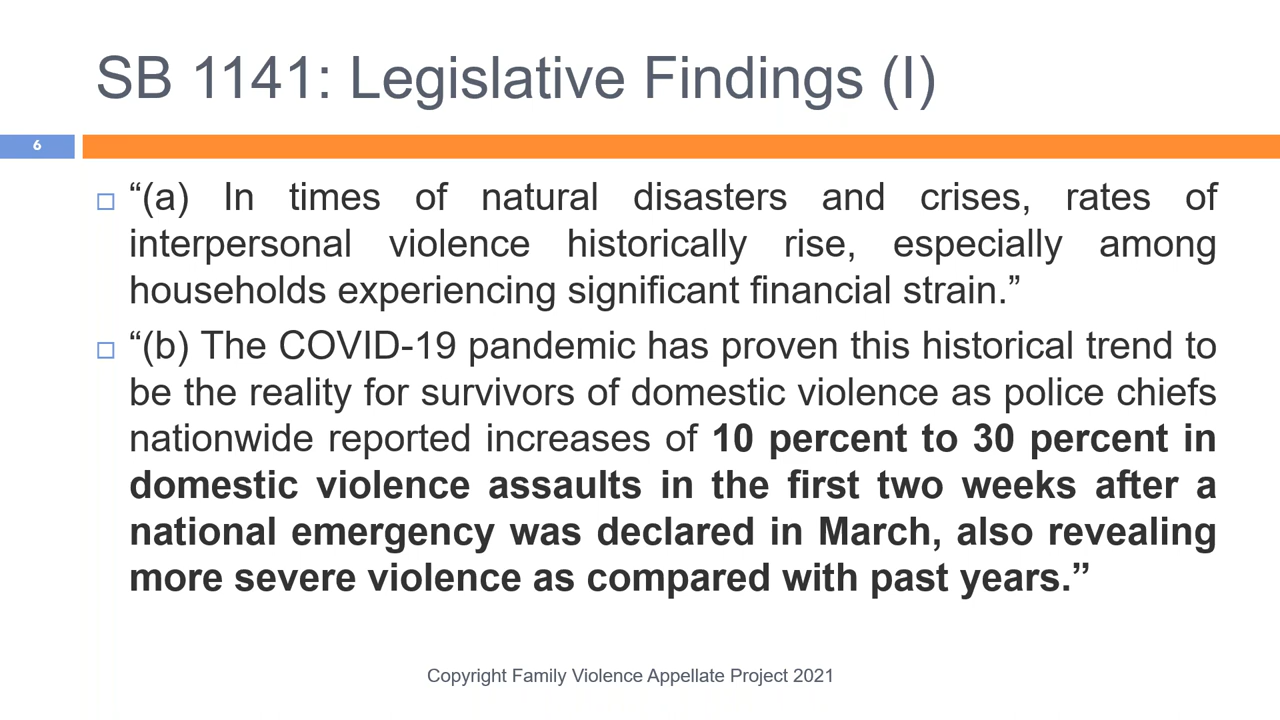 SB 1141: Legislative Findings (I)
6
“(a) In times of natural disasters and crises, rates of
interpersonal violence historically rise, especially among
households experiencing significant financial strain.”
“(b) The COVID-19 pandemic has proven this historical trend to
be the reality for survivors of domestic violence as police chiefs
nationwide reported increases of 10 percent to 30 percent in
domestic violence assaults in the first two weeks after a
national emergency was declared in March, also revealing
more severe violence as compared with past years.”
Copyright Family Violence Appellate Project 2021